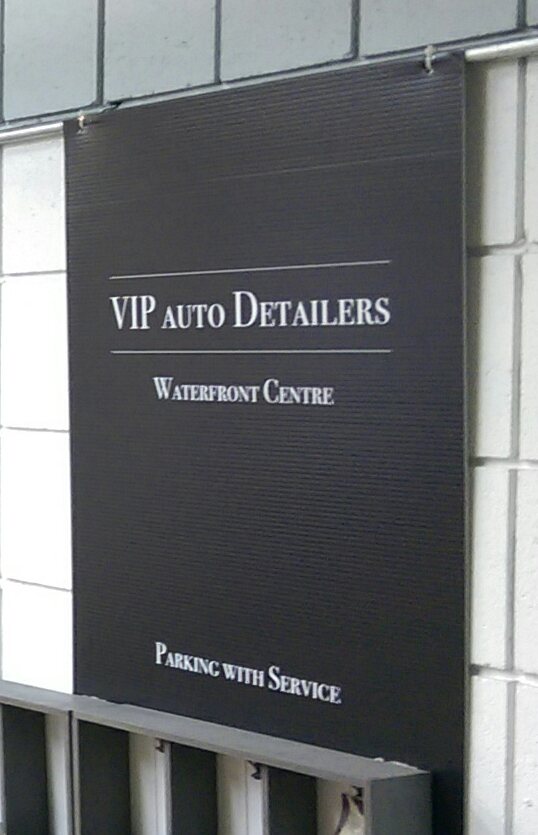 VIP AUTO DETAILERS
WATERFRONT CENTRE
PARKING WITH SERVICE